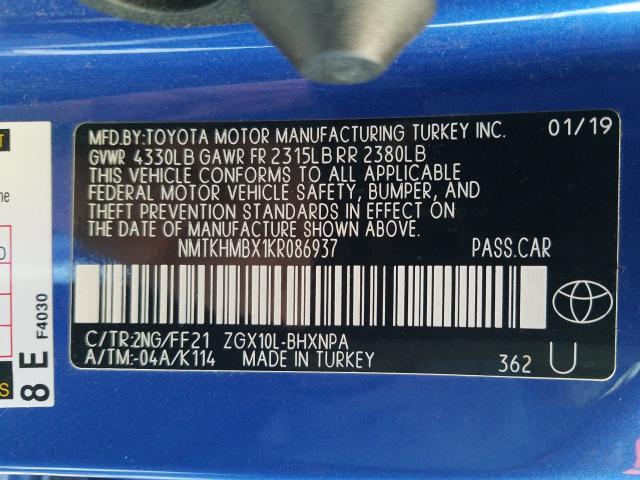 MFD.BY:TOYOTA MOTOR MANUFACTURING TURKEY INC. 01/19
GVWR 4330LB GAWR FR 2315LB RR 2380LB
THIS VEHICLE CONFORMS TO ALL APPLICABLE
FEDERAL MOTOR VEHICLE SAFETY, BUMPER, AND
THEFT PREVENTION STANDARDS IN EFFECT ON
THE DATE OF MANUFACTURE SHOWN ABOVE.
NMTKHMBX1KR086937 PASS.CAR
C/TR:2NG/FF21 ZGX10L-BHXNPA
A/TM:-04A/K114 MADE IN TURKEY 362 U
8 E F4030